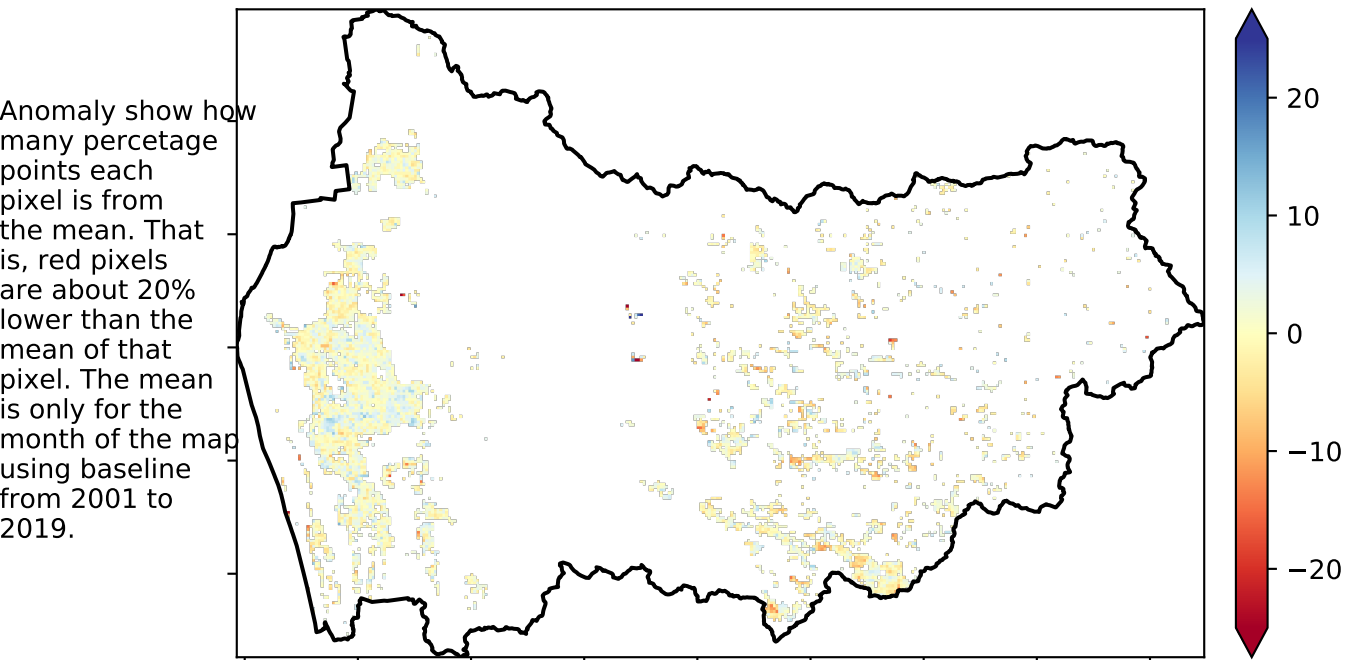 Anomaly show how
many percetage
points each
pixel is from
the mean. That
is, red pixels
are about 20%
lower than the
mean of that
pixel. The mean
is only for the
month of the map
using baseline
from 2001 to
2019.
20
10
0
−10
−20